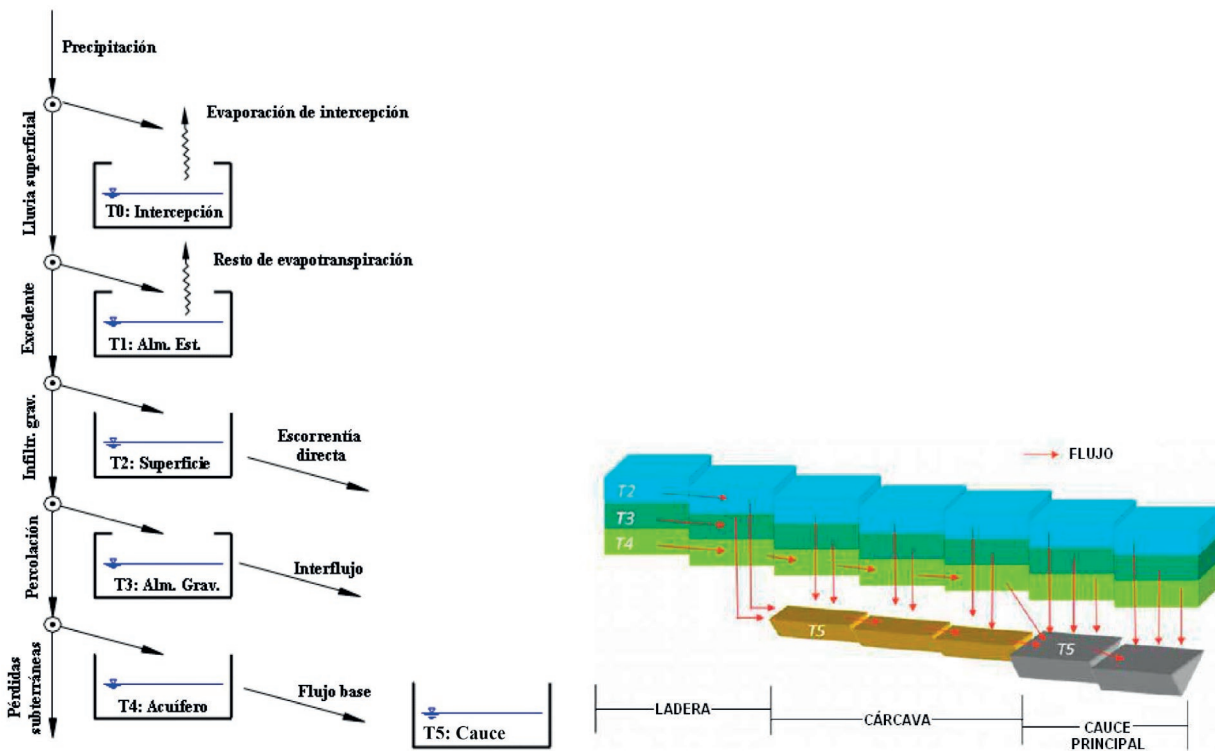 Precipitación
Evaporación de intercepción
Lluvia superficial
T0: Intercepción
Resto de evapotranspiración
Excedente
T1: Alm. Est.
Infiltr. grav.
T2: Superficie
Escorrentía
directa
Percolación
T3: Alm. Grav.
Interflujo
Pérdidas
subterráneas
T4: Acuífero
Flujo base
T5: Cauce
FLUJO
T2
T3
T4
T5
T5
LADERA
CÁRCAVA
CAUCE
PRINCIPAL